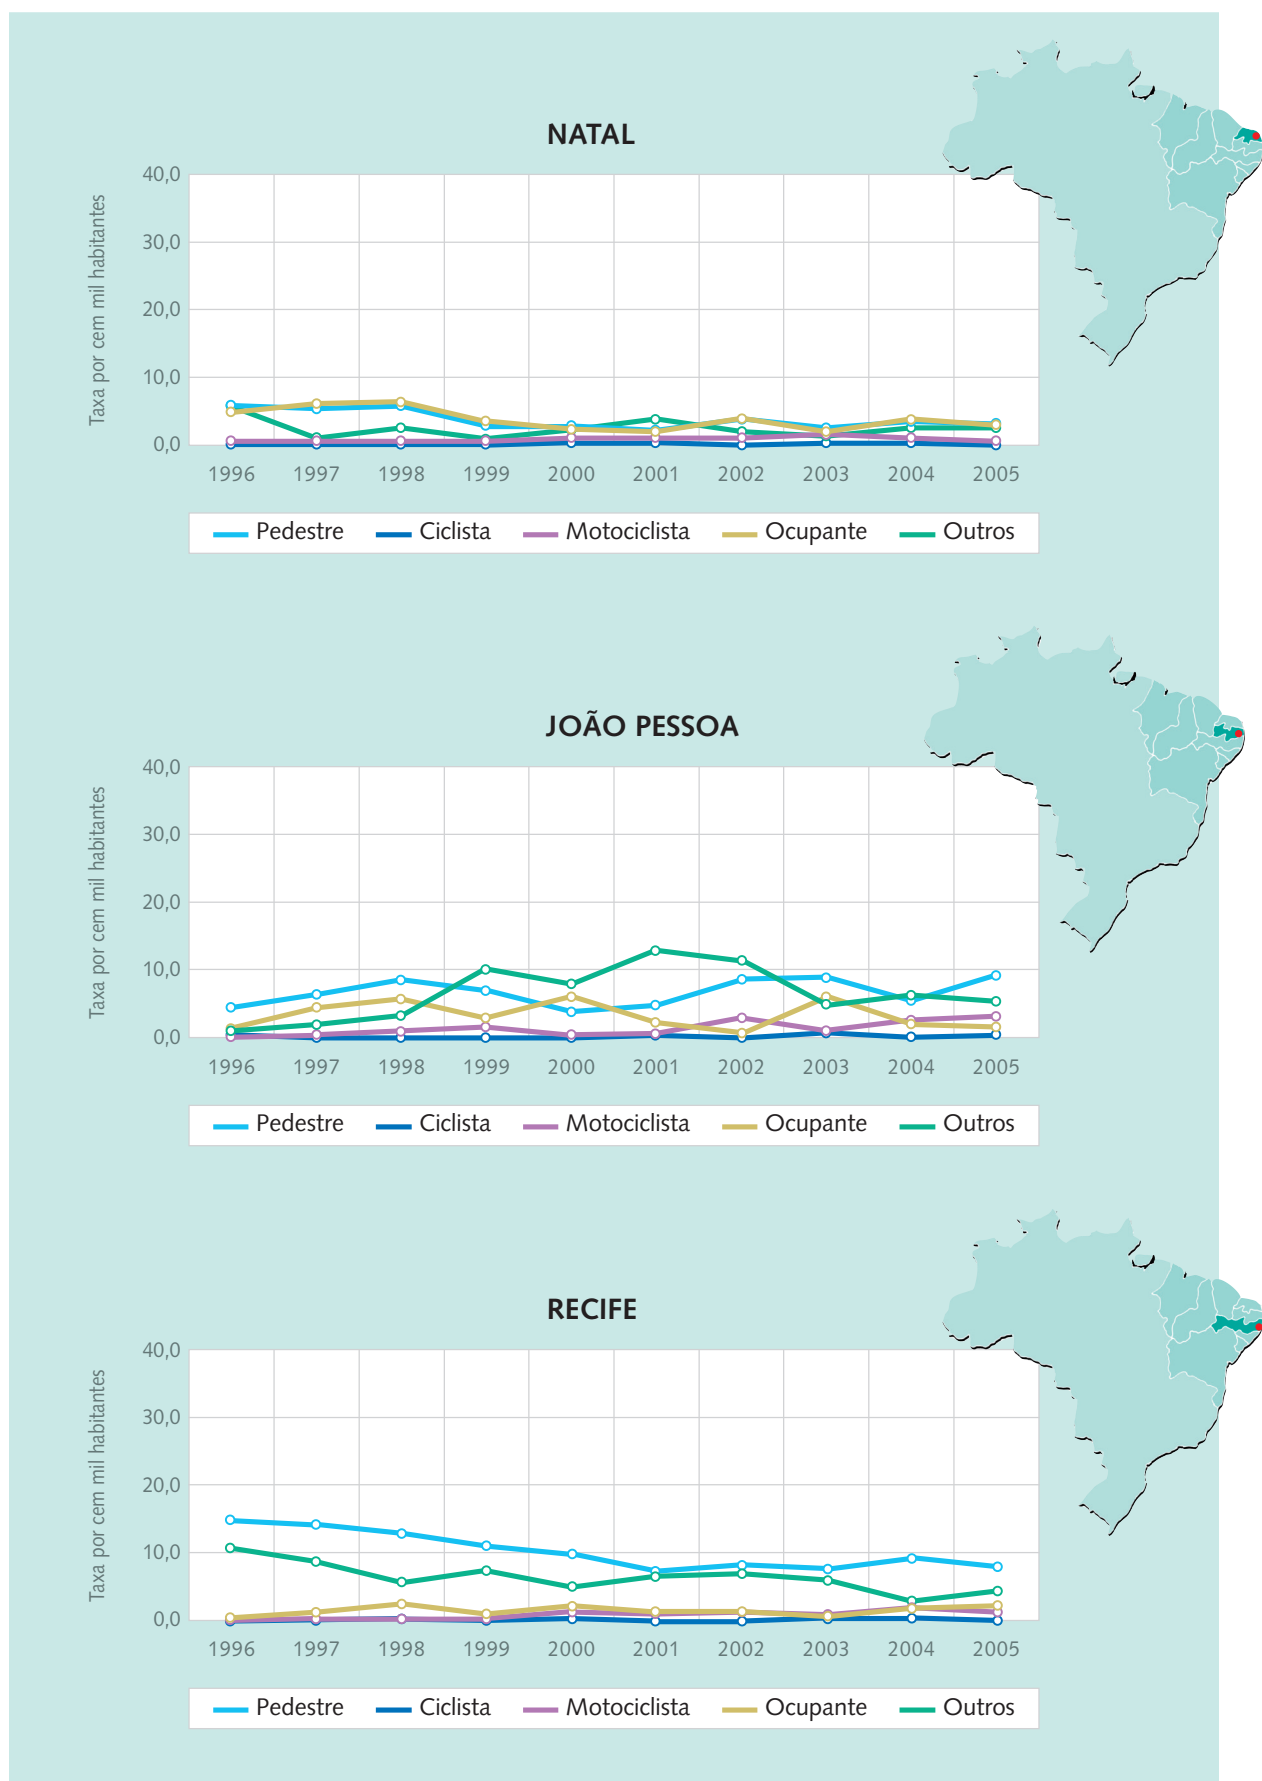 NATAL
Taxa por cem mil habitantes
40,0
30,0
20,0
10,0
0,0
1996 1997 1998 1999 2000 2001 2002 2003 2004 2005
Pedestre Ciclista Motociclista Ocupante Outros
JOÃO PESSOA
Taxa por cem mil habitantes
40,0
30,0
20,0
10,0
0,0
1996 1997 1998 1999 2000 2001 2002 2003 2004 2005
Pedestre Ciclista Motociclista Ocupante Outros
RECIFE
Taxa por cem mil habitantes
40,0
30,0
20,0
10,0
0,0
1996 1997 1998 1999 2000 2001 2002 2003 2004 2005
Pedestre Ciclista Motociclista Ocupante Outros